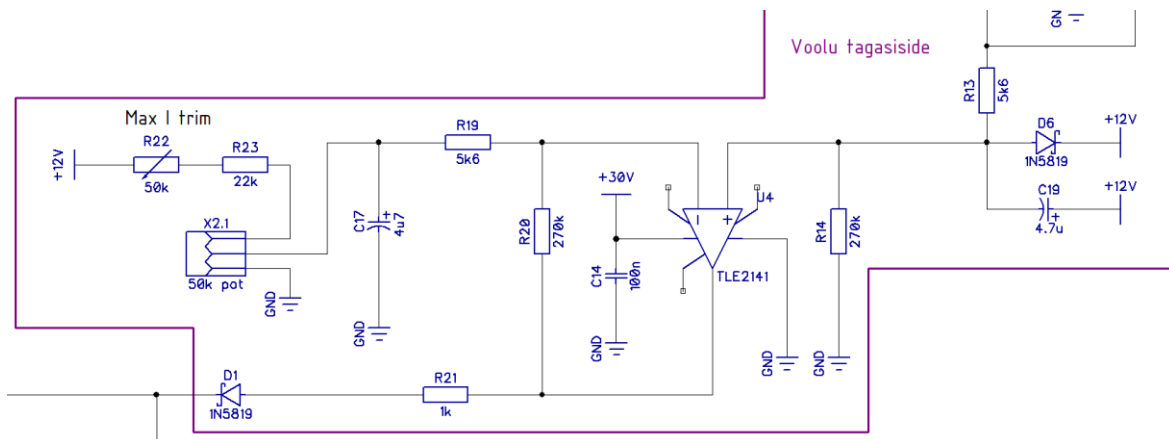 GN
Voolu tagasiside
R13
5k6
Max I trim
R22
R23
R19
D6
+12V
+12V
50k
22k
5k6
1N5819
+30V
C19
+12V
X2.1
C17
+
4u7
R20
270k
- +
U4
R14
270k
+
4.7u
50k pot
C14
100n
TLE2141
GND
GND
GND
GND
GND
D1
R21
1N5819
1k